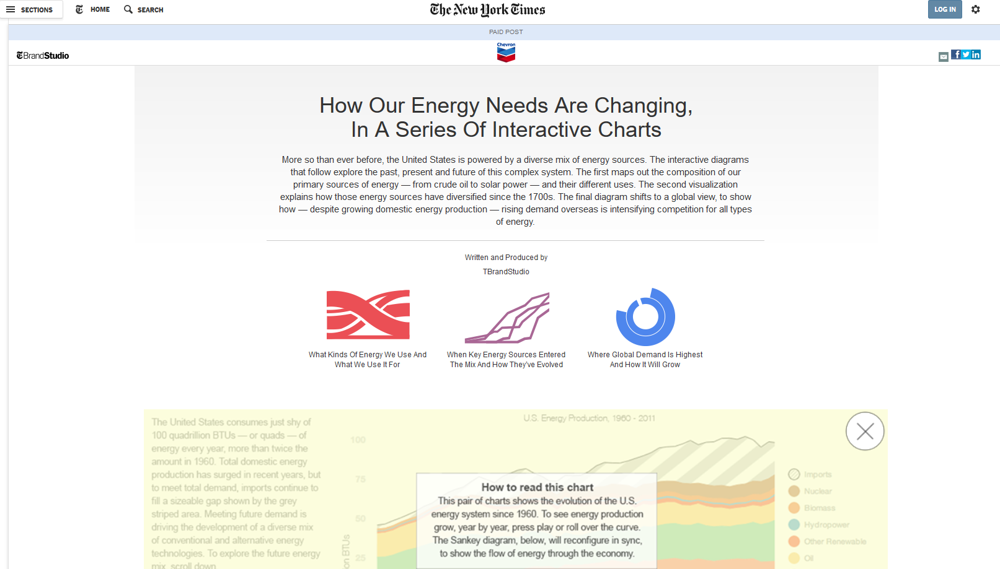 SECTIONS
HOME
SEARCH
The New York Times
LOG IN
PAID POST
TBrandStudio
Chevron
How Our Energy Needs Are Changing,
In A Series Of Interactive Charts
More so than ever before, the United States is powered by a diverse mix of energy sources. The interactive diagrams
that follow explore the past, present and future of this complex system. The first maps out the composition of our
primary sources of energy — from crude oil to solar power — and their different uses. The second visualization
explains how those energy sources have diversified since the 1700s. The final diagram shifts to a global view, to show
how — despite growing domestic energy production — rising demand overseas is intensifying competition for all types
of energy.
Written and Produced by
TBrandStudio
What Kinds Of Energy We Use And
What We Use It For
When Key Energy Sources Entered
The Mix And How They've Evolved
Where Global Demand Is Highest
And How It Will Grow
The United States consumes just shy of
100 quadrillion BTUs — or quads — of
energy every year, more than twice the
amount in 1960. Total domestic energy
production has surged in recent years, but
to meet total demand, imports continue to
fill a sizeable gap shown by the grey
striped area. Meeting future demand is
driving the development of a diverse mix
of conventional and alternative energy
technologies. To explore the future energy
mix, scroll down
U.S. Energy Production, 1960 - 2011
100
75
50
25
on BTUs
How to read this chart
This pair of charts shows the evolution of the U.S.
energy system since 1960. To see energy production
grow, year by year, press play or roll over the curve.
The Sankey diagram, below, will reconfigure in sync,
to show the flow of energy through the economy.
Imports
Nuclear
Biomass
Hydropower
Other Renewable
Oil